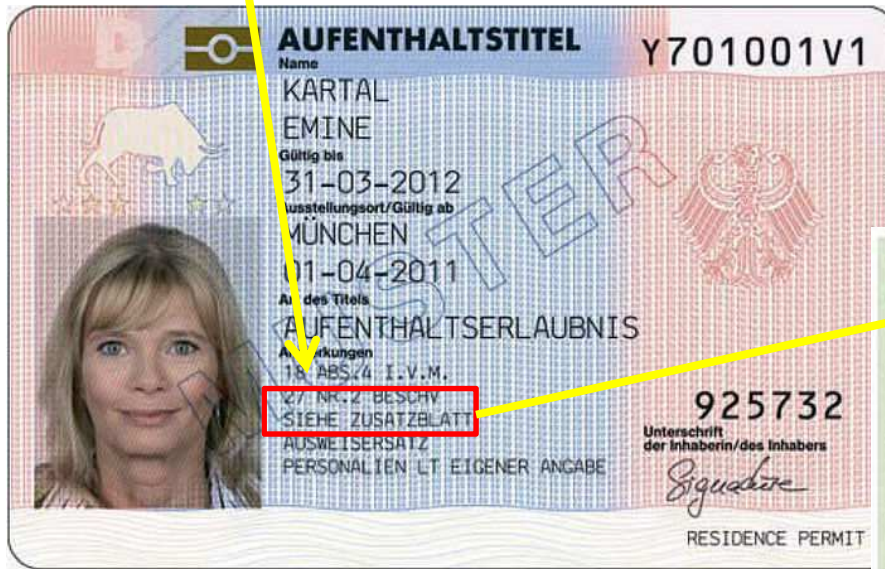 D
AUFENTHALTSTITEL
Y701001V1
Name
KARTAL
EMINE
Gültig bis
31-03-2012
Ausstellungsort/Gültig ab
MÜNCHEN
01-04-2011
Art des Titels
AUFENTHALTSERLAUBNIS
Anmerkungen
18 ABS.4 I.V.M.
27 NR.2 BESCHV
SIEHE ZUSATZBLATT
AUSWEISERSATZ
PERSONALIEN LT EIGENER ANGABE
925732
Unterschrift
der Inhaberin/des Inhabers
Signature
RESIDENCE PERMIT
MUSTER